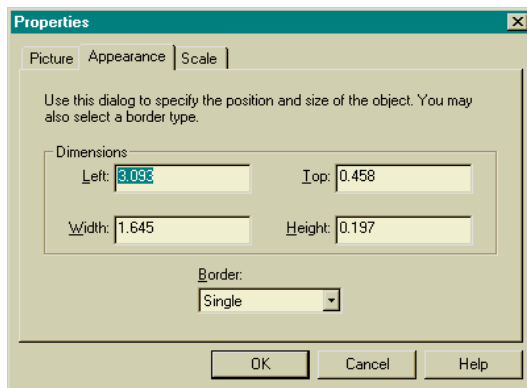 Properties
Picture Appearance Scale
Use this dialog to specify the position and size of the object. You may
also select a border type.
Dimensions
Left: 3.093 Top: 0.458
Width: 1.645 Height: 0.197
Border:
Single
OK Cancel Help